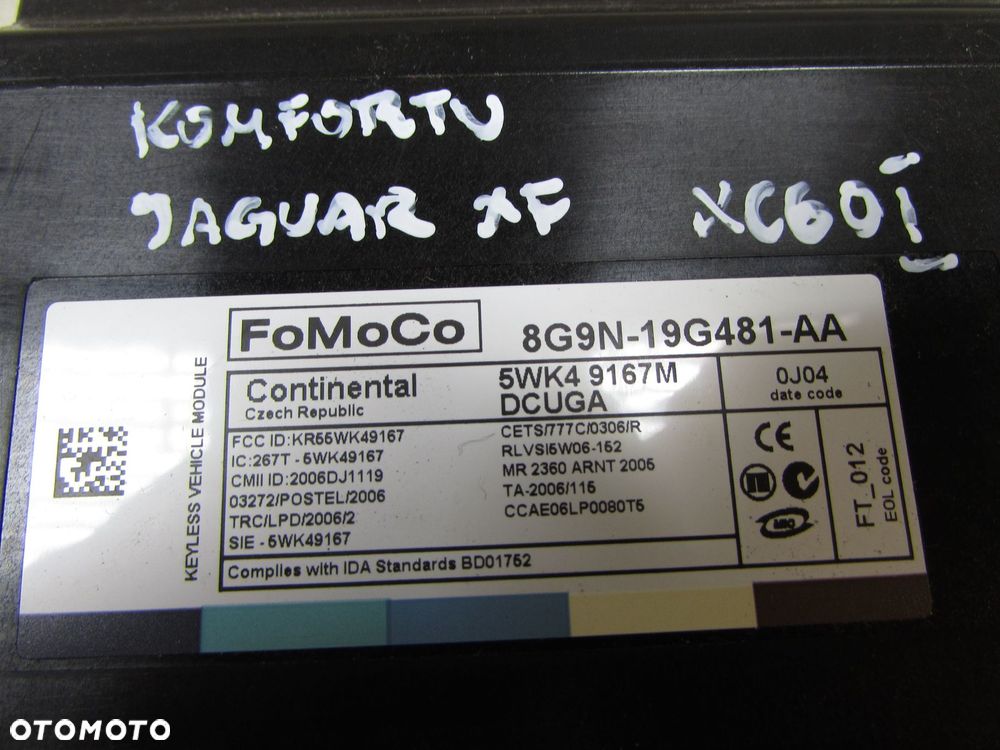 KOMFORTU
JAGUAR XF XC60I
FoMoCo 8G9N-19G481-AA
KEYLESS VEHICLE MODULE
Continental
Czech Republic
5WK4 9167M
DCUGA
0J04
date code
FCC ID:KR55WK49167
IC:267T - 5WK49167
CMII ID:2006DJ1119
03272/POSTEL/2006
TRC/LPD/2006/2
SIE - 5WK49167
CETS/777C/0306/R
RLVSI5W06-152
MR 2360 ARNT 2005
TA-2006/115
CCAE06LP0080T5
CE
MIC
FT_012
EOL code
Complies with IDA Standards BD01752
OTOMOTO